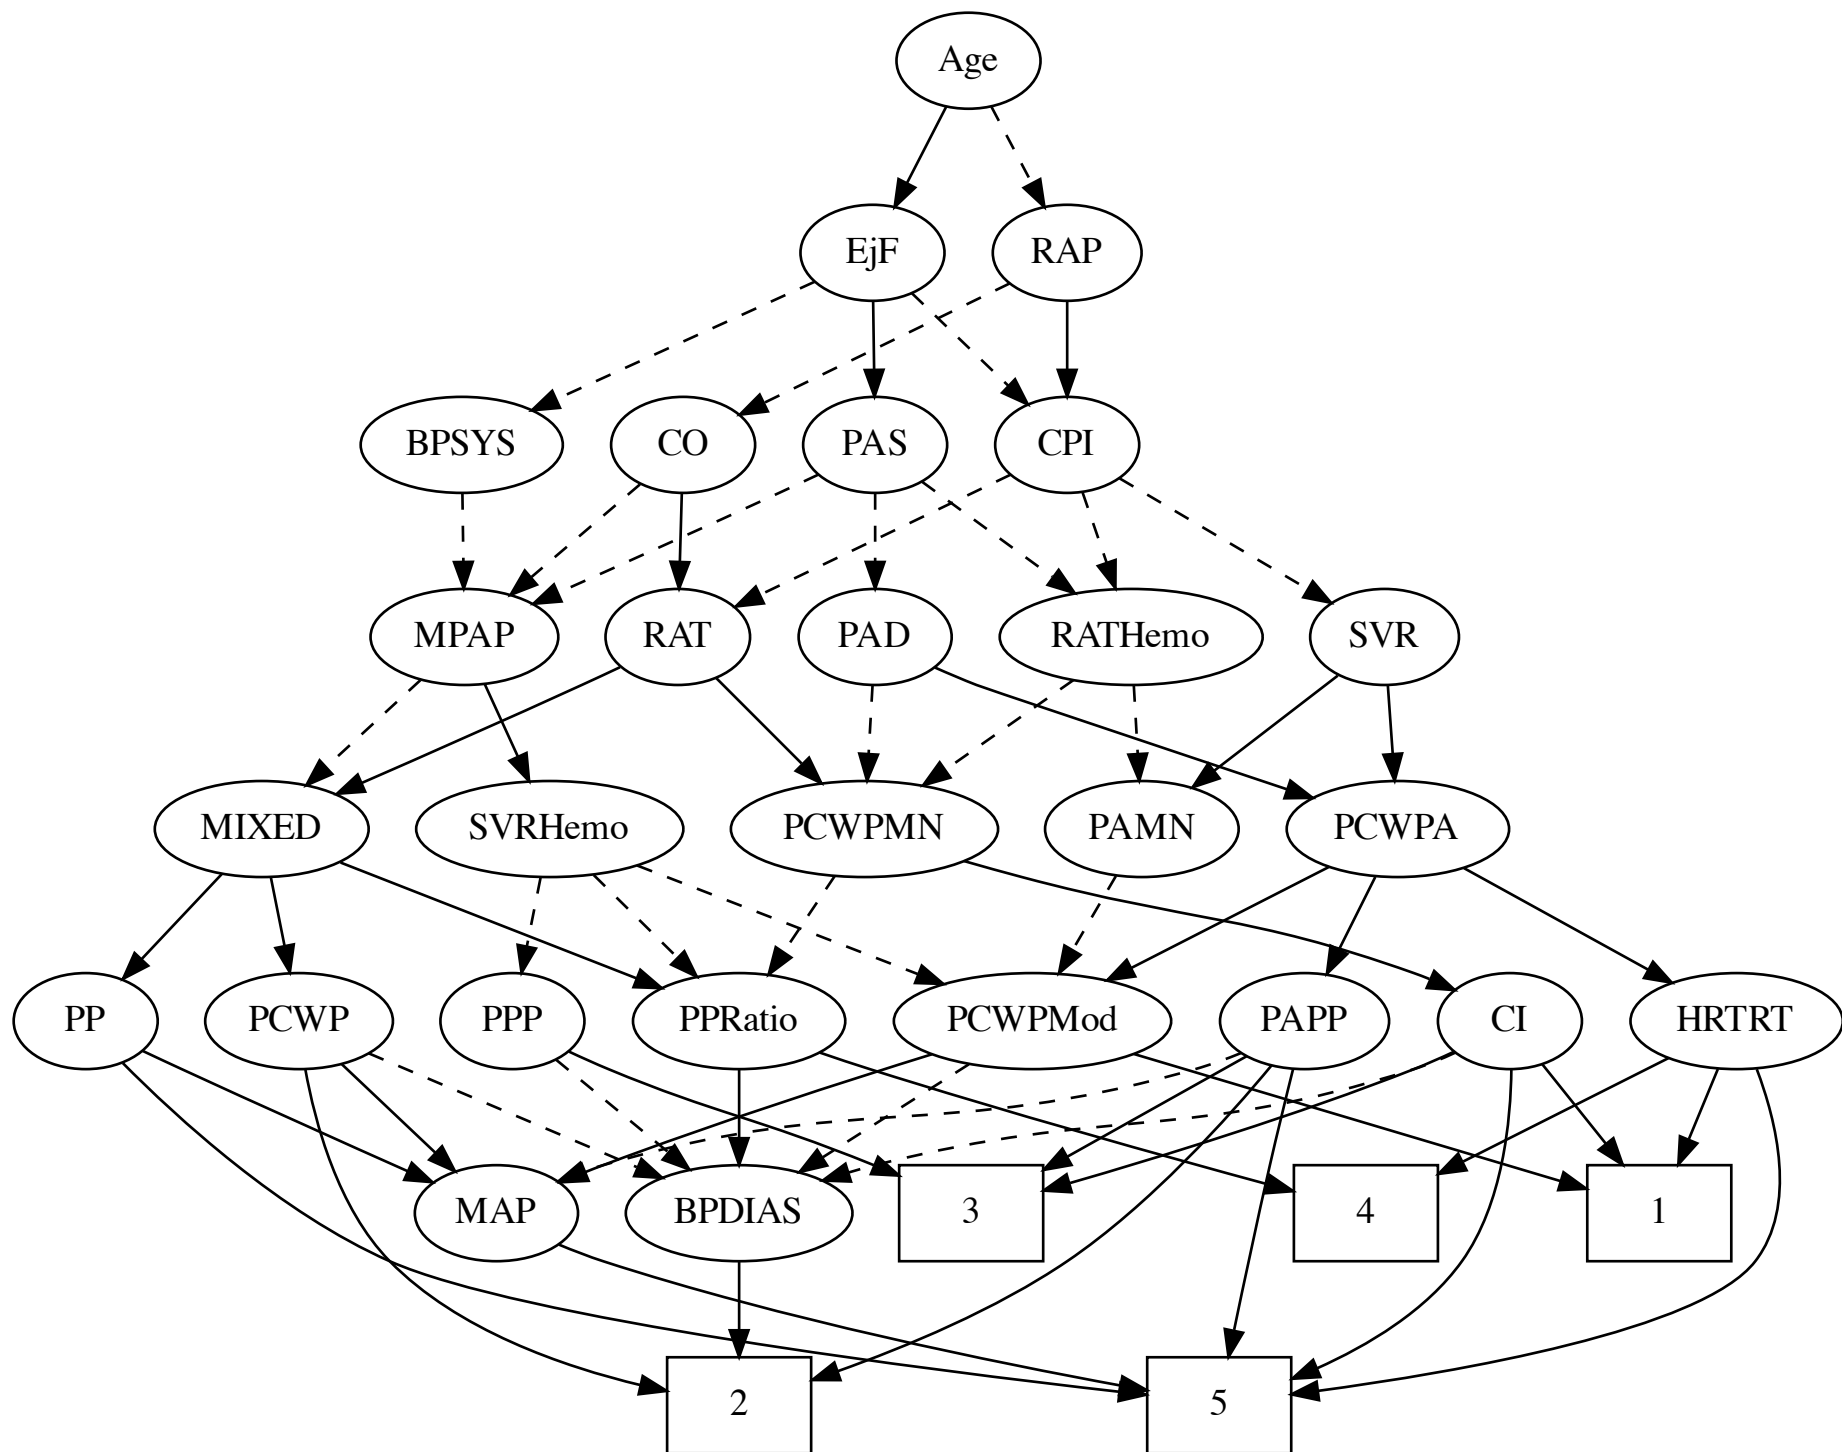 Age
EjF
RAP
BPSYS
CO
PAS
CPI
MPAP
RAT
PAD
RATHemo
SVR
MIXED
SVRHemo
PCWPMN
PAMN
PCWPA
PP
PCWP
PPP
PPRatio
PCWPMod
PAPP
CI
HRTRT
MAP
BPDIAS
3
4
1
2
5